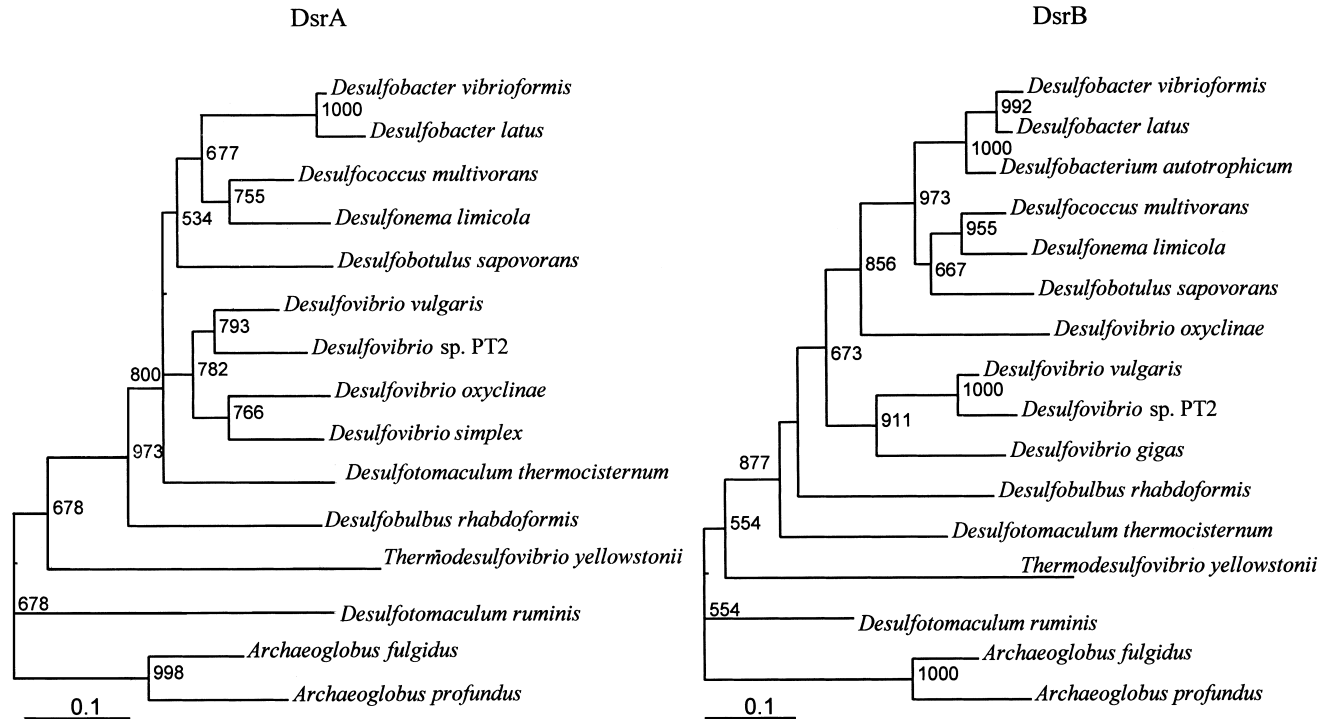 DsrA
Desulfobacter vibrioformis
1000
Desulfobacter latus
677
Desulfococcus multivorans
755
Desulfonema limicola
534
Desulfobotulus sapovorans
Desulfovibrio vulgaris
793
Desulfovibrio sp. PT2
782
800
Desulfovibrio oxyclinae
766
Desulfovibrio simplex
973
Desulfotomaculum thermocisternum
678
Desulfobulbus rhabdoformis
Thermodesulfovibrio yellowstonii
678
Desulfotomaculum ruminis
Archaeoglobus fulgidus
998
Archaeoglobus profundus
0.1
DsrB
Desulfobacter vibrioformis
992
Desulfobacter latus
1000
Desulfobacterium autotrophicum
973
Desulfococcus multivorans
955
Desulfonema limicola
856
667
Desulfobotulus sapovorans
Desulfovibrio oxyclinae
673
Desulfovibrio vulgaris
1000
Desulfovibrio sp. PT2
911
Desulfovibrio gigas
877
Desulfobulbus rhabdoformis
554
Desulfotomaculum thermocisternum
Thermodesulfovibrio yellowstonii
554
Desulfotomaculum ruminis
Archaeoglobus fulgidus
1000
Archaeoglobus profundus
0.1